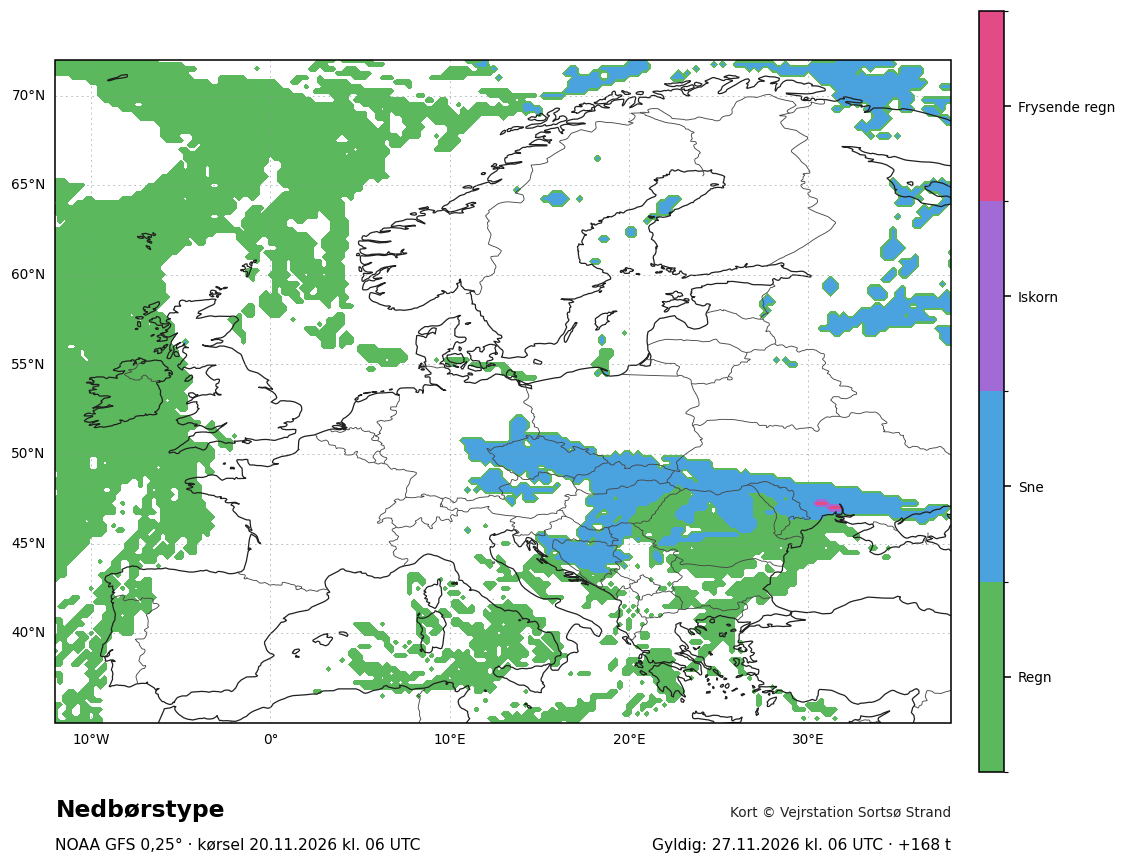 70°N
65°N
60°N
55°N
50°N
45°N
40°N
10°W
0°
10°E
20°E
30°E
Frysende regn
Iskorn
Sne
Regn
Nedbørstype
Kort © Vejrstation Sortsø Strand
NOAA GFS 0,25° · kørsel 20.11.2026 kl. 06 UTC
Gyldig: 27.11.2026 kl. 06 UTC · +168 t